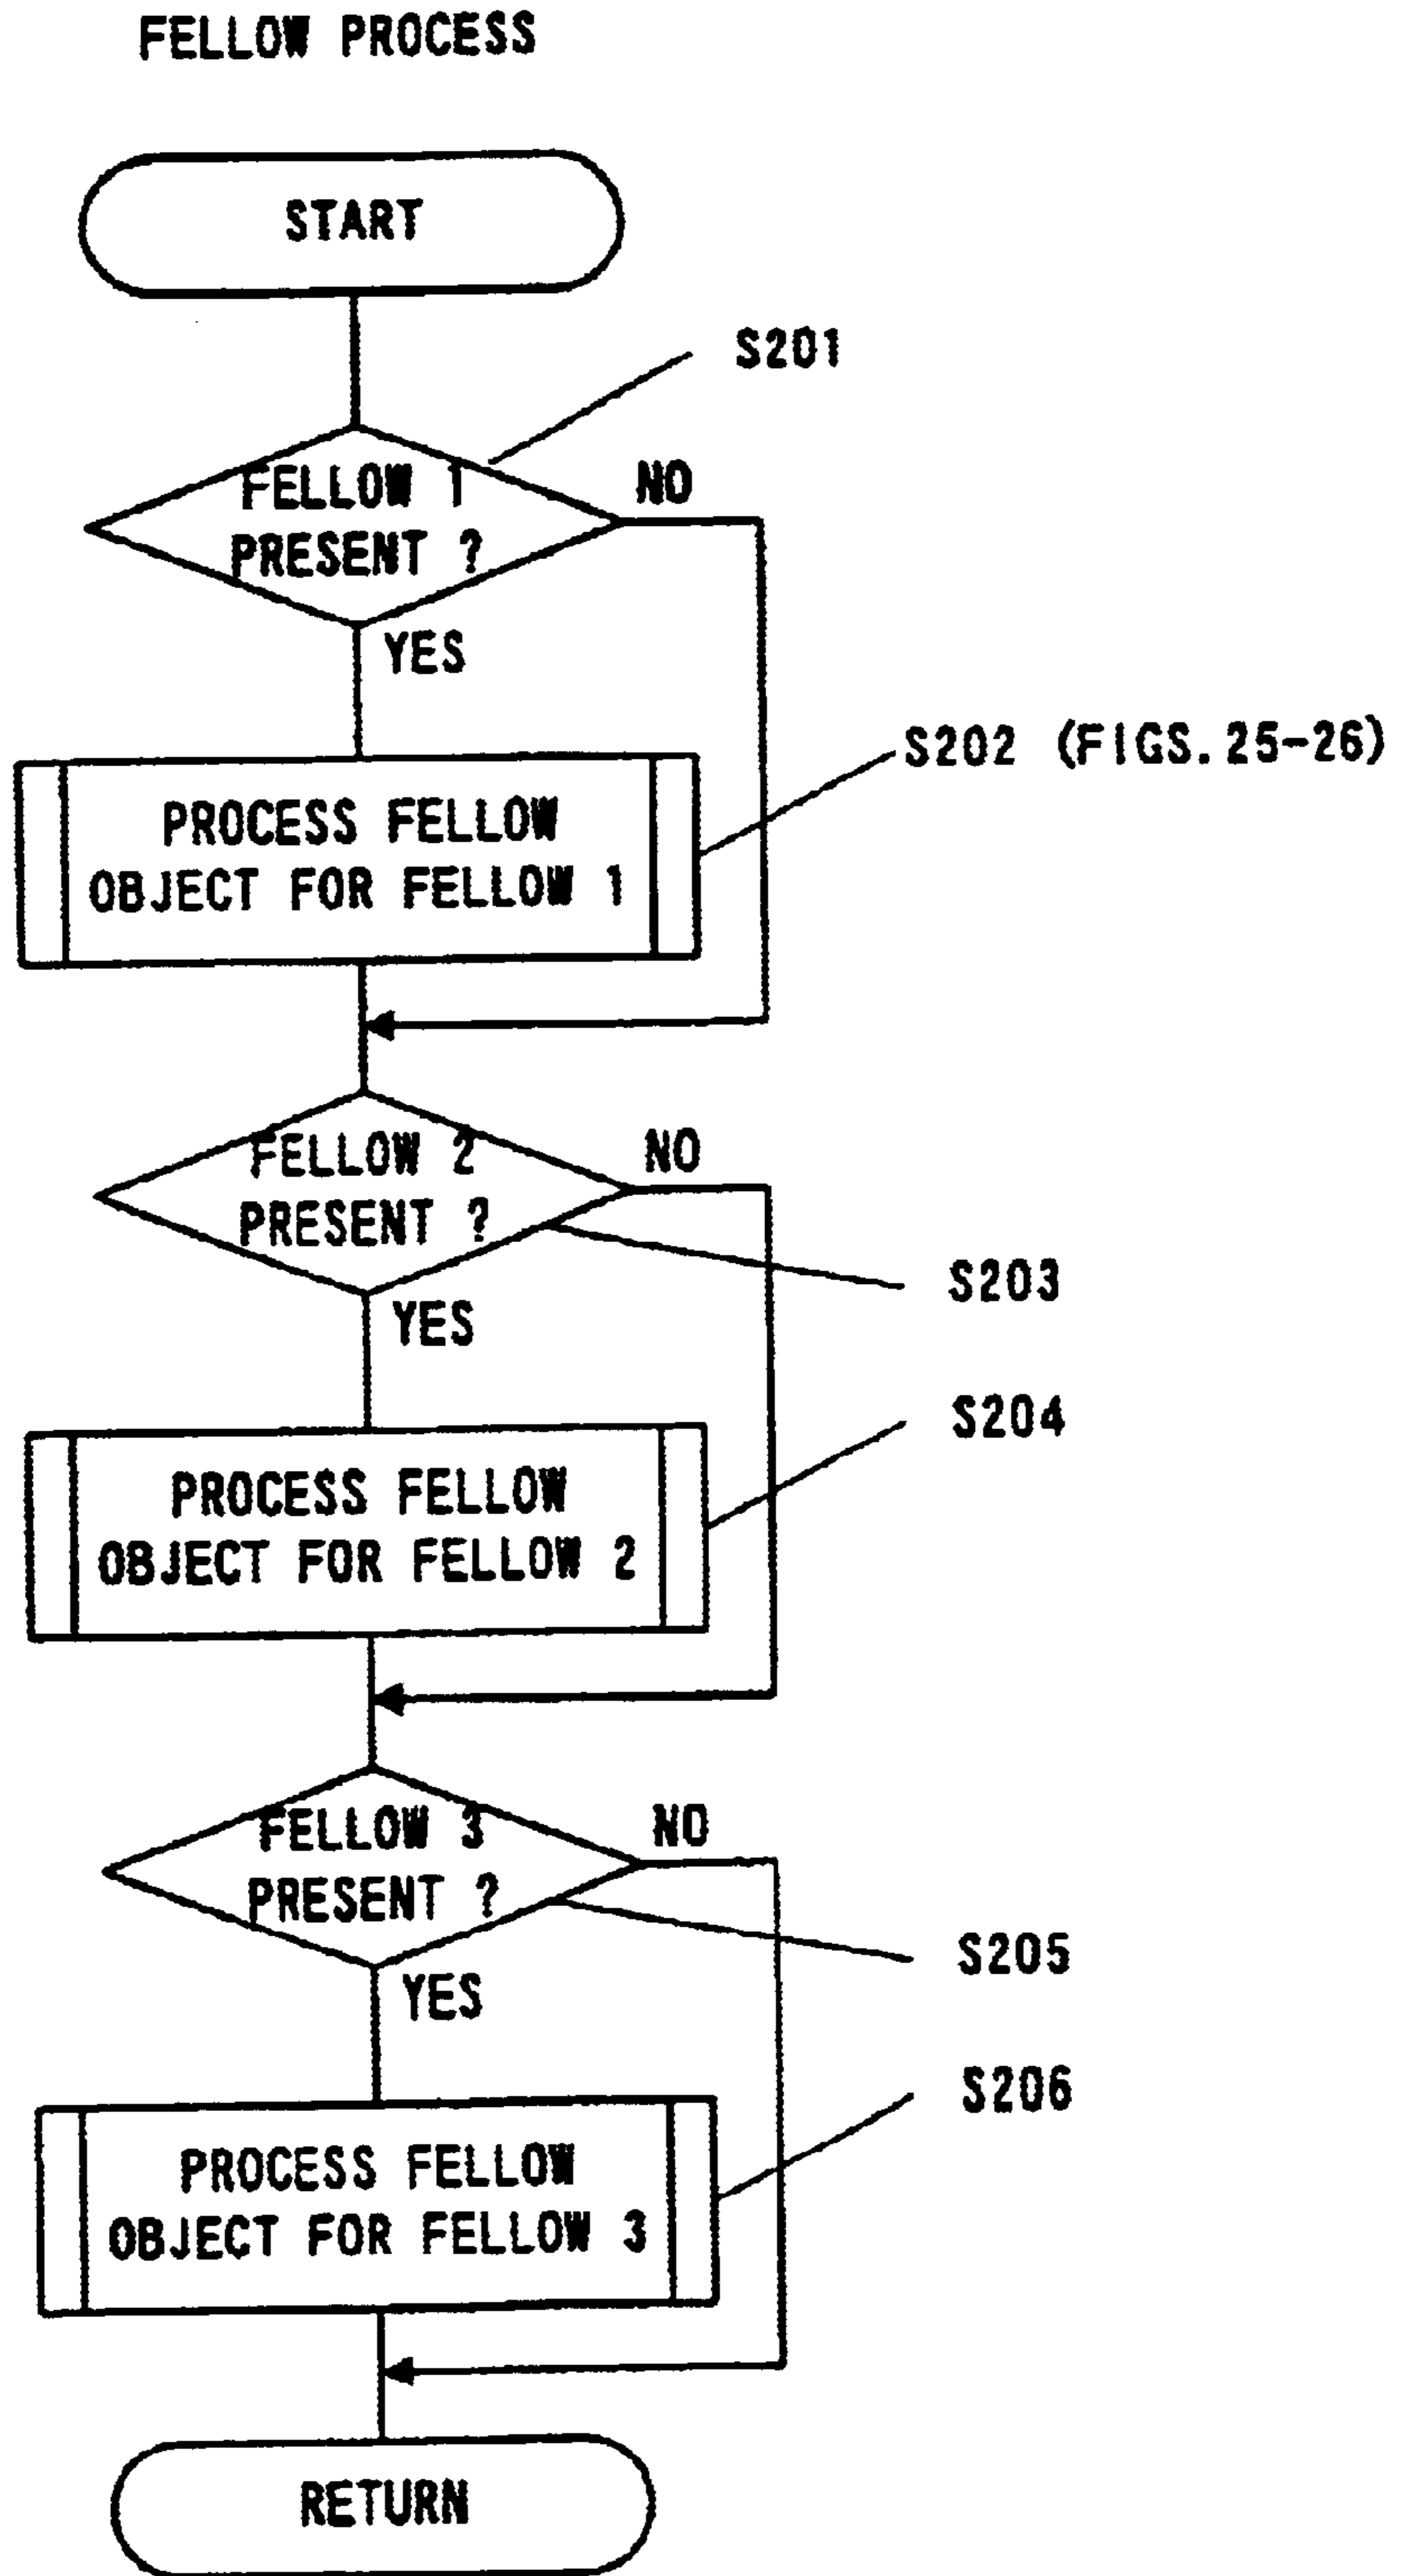 FELLOW PROCESS
START
S201
FELLOW 1
PRESENT ?
NO
YES
S202 (FIGS. 25-26)
PROCESS FELLOW
OBJECT FOR FELLOW 1
FELLOW 2
PRESENT ?
NO
S203
YES
S204
PROCESS FELLOW
OBJECT FOR FELLOW 2
FELLOW 3
PRESENT ?
NO
S205
YES
S206
PROCESS FELLOW
OBJECT FOR FELLOW 3
RETURN